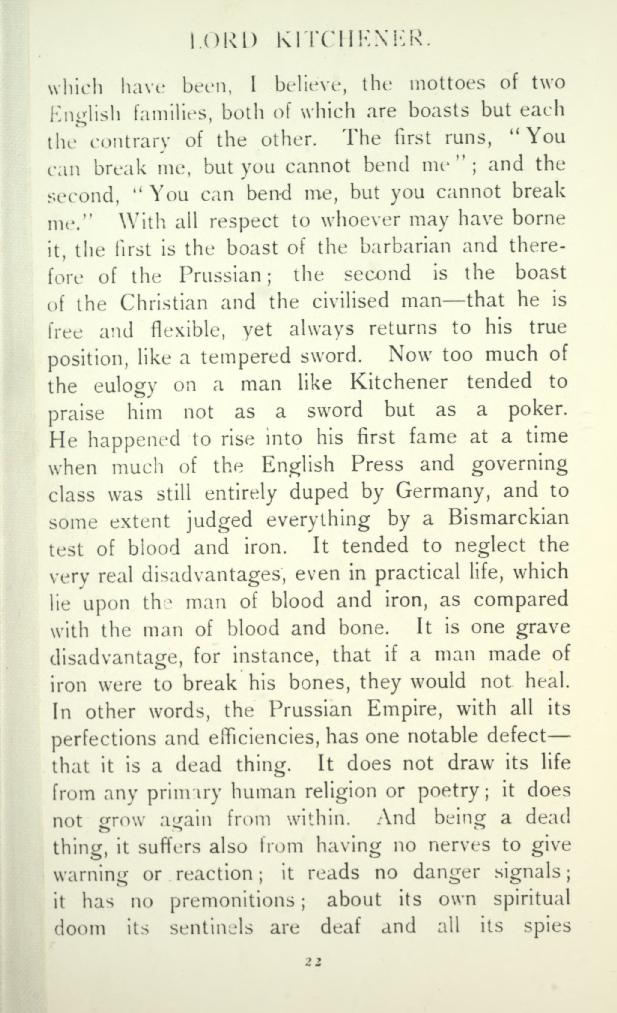 LORD KITCHENER.
which have been, I believe, the mottoes of two
English families, both of which are boasts but each
the contrary of the other. The first runs, "You
can break me, but you cannot bend me"; and the
second, "You can bend me, but you cannot break
me." With all respect to whoever may have borne
it, the first is the boast of the barbarian and there-
fore of the Prussian; the second is the boast
of the Christian and the civilised man—that he is
free and flexible, yet always returns to his true
position, like a tempered sword. Now too much of
the eulogy on a man like Kitchener tended to
praise him not as a sword but as a poker.
He happened to rise into his first fame at a time
when much of the English Press and governing
class was still entirely duped by Germany, and to
some extent judged everything by a Bismarckian
test of blood and iron. It tended to neglect the
very real disadvantages, even in practical life, which
lie upon the man of blood and iron, as compared
with the man of blood and bone. It is one grave
disadvantage, for instance, that if a man made of
iron were to break his bones, they would not heal.
In other words, the Prussian Empire, with all its
perfections and efficiencies, has one notable defect—
that it is a dead thing. It does not draw its life
from any primary human religion or poetry; it does
not grow again from within. And being a dead
thing, it suffers also from having no nerves to give
warning or reaction; it reads no danger signals;
it has no premonitions; about its own spiritual
doom its sentinels are deaf and all its spies
22